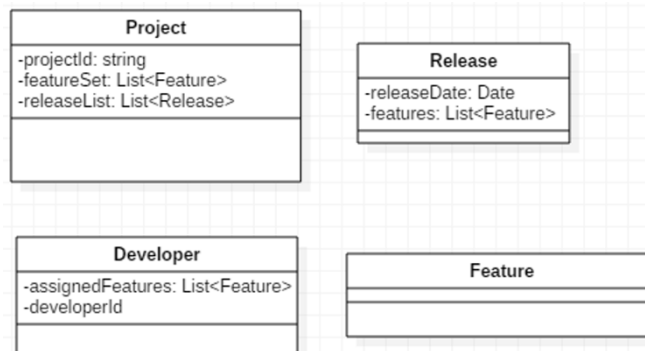 Project
-projectId: string
-featureSet: List<Feature>
-releaseList: List<Release>
Release
-releaseDate: Date
-features: List<Feature>
Developer
-assignedFeatures: List<Feature>
-developerId
Feature